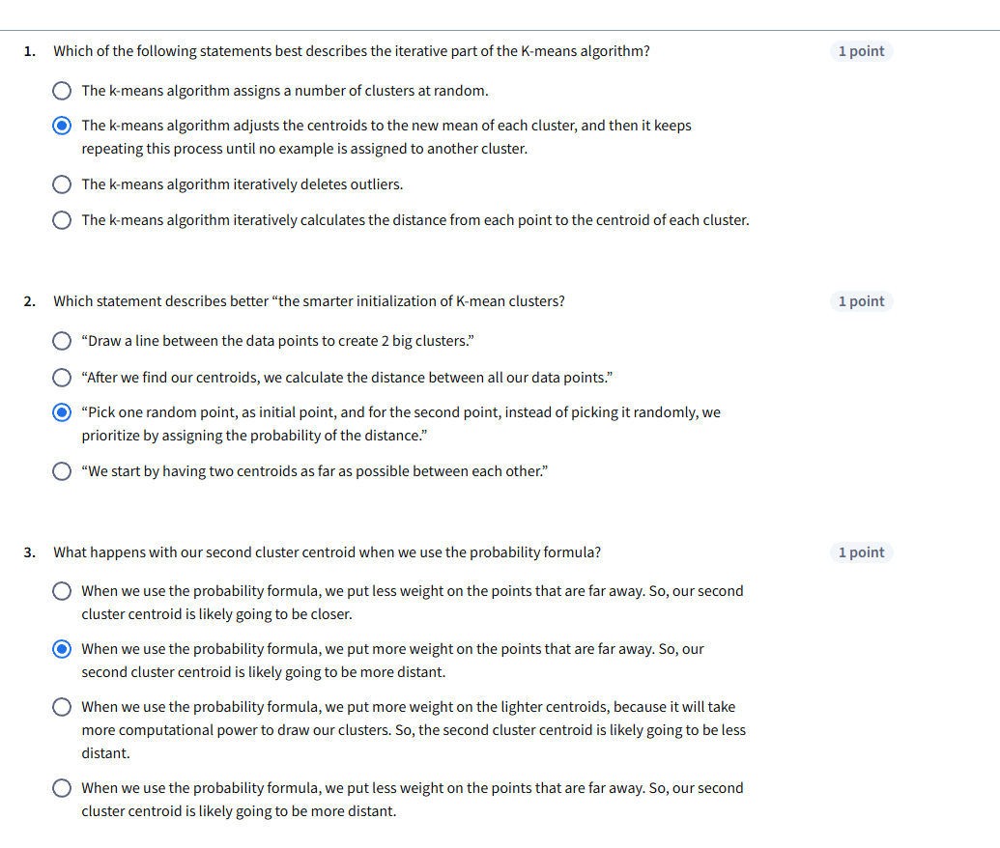 1. Which of the following statements best describes the iterative part of the K-means algorithm? 1 point
The k-means algorithm assigns a number of clusters at random.
The k-means algorithm adjusts the centroids to the new mean of each cluster, and then it keeps
repeating this process until no example is assigned to another cluster.
The k-means algorithm iteratively deletes outliers.
The k-means algorithm iteratively calculates the distance from each point to the centroid of each cluster.
2. Which statement describes better “the smarter initialization of K-mean clusters? 1 point
“Draw a line between the data points to create 2 big clusters.”
“After we find our centroids, we calculate the distance between all our data points.”
“Pick one random point, as initial point, and for the second point, instead of picking it randomly, we
prioritize by assigning the probability of the distance.”
“We start by having two centroids as far as possible between each other.”
3. What happens with our second cluster centroid when we use the probability formula? 1 point
When we use the probability formula, we put less weight on the points that are far away. So, our second
cluster centroid is likely going to be closer.
When we use the probability formula, we put more weight on the points that are far away. So, our
second cluster centroid is likely going to be more distant.
When we use the probability formula, we put more weight on the lighter centroids, because it will take
more computational power to draw our clusters. So, the second cluster centroid is likely going to be less
distant.
When we use the probability formula, we put less weight on the points that are far away. So, our second
cluster centroid is likely going to be more distant.